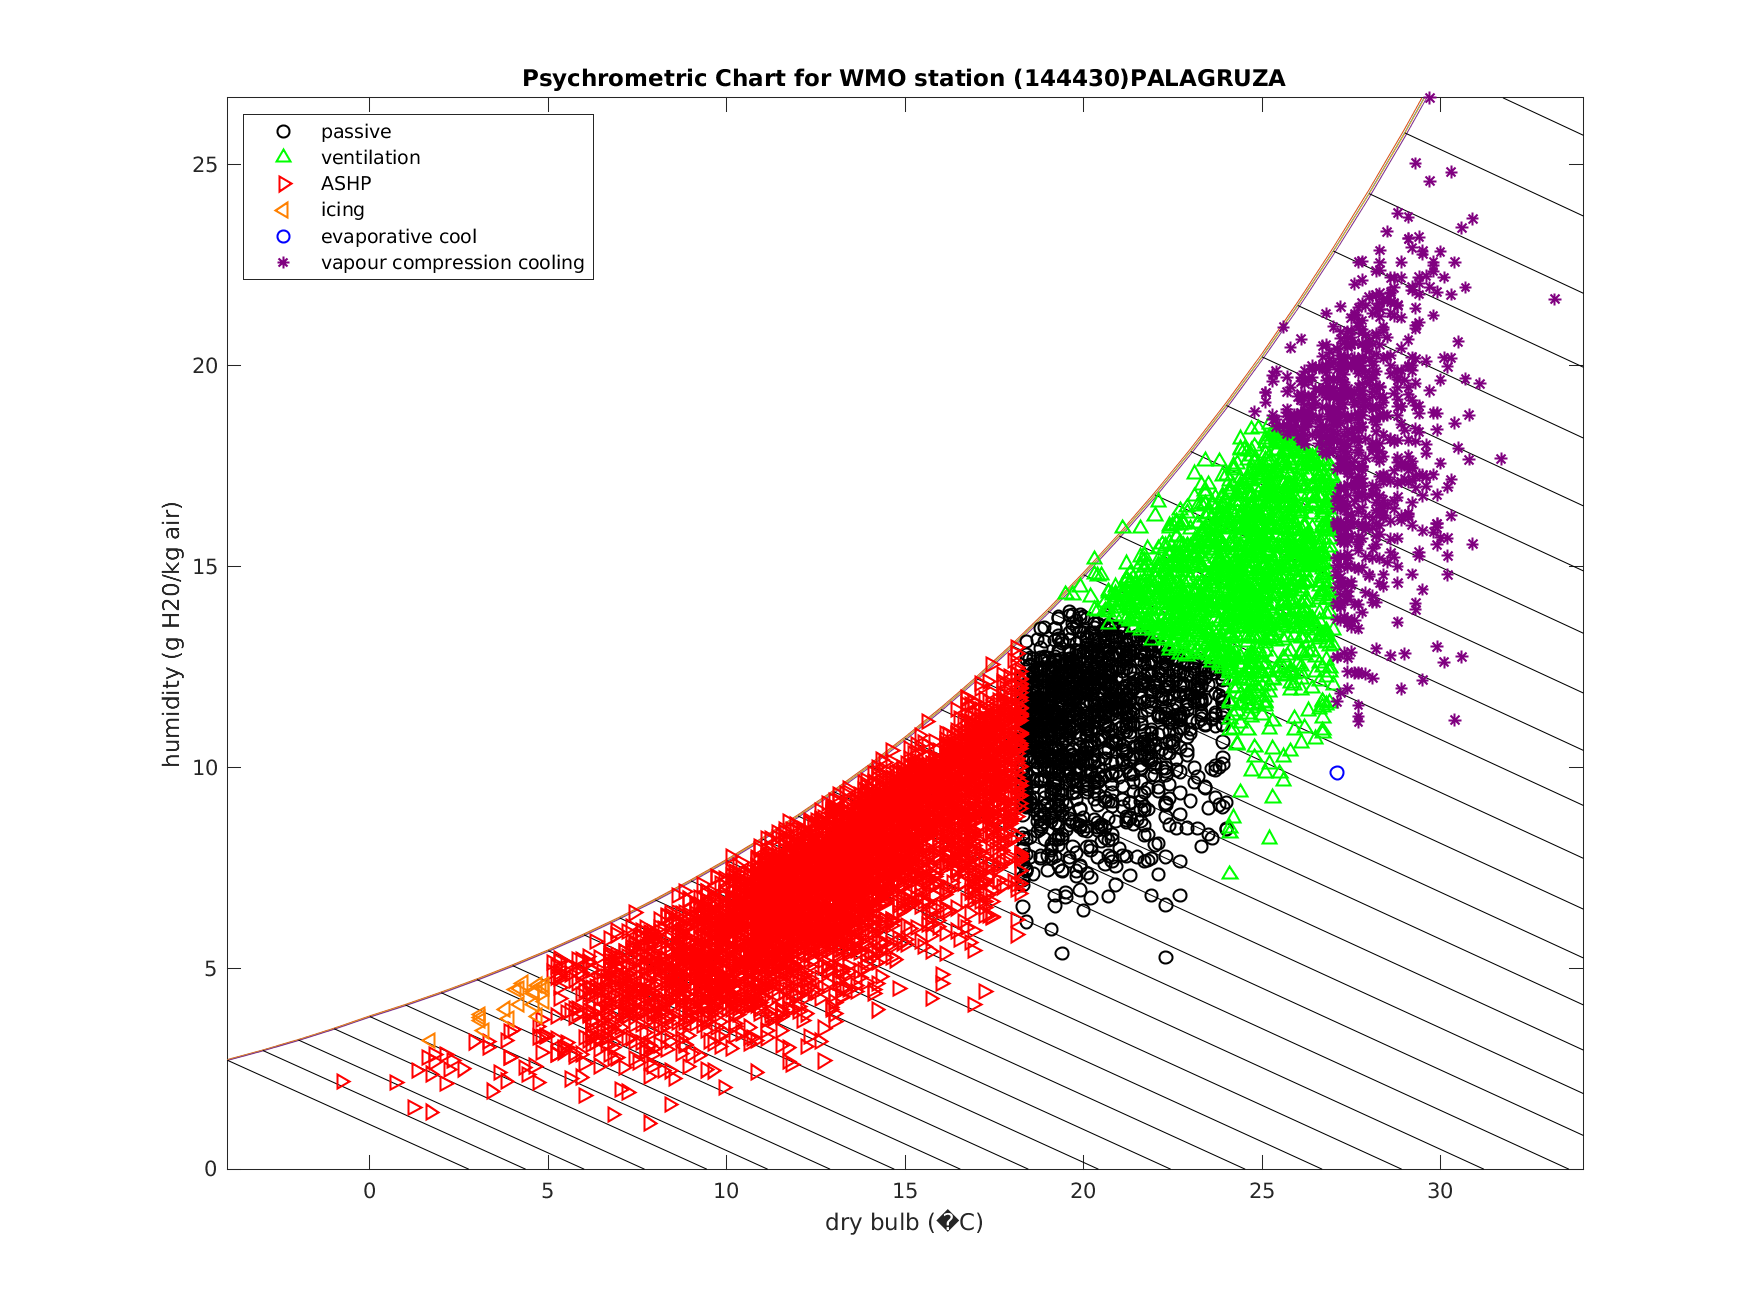 Psychrometric Chart for WMO station (144430)PALAGRUZA
passive
ventilation
ASHP
icing
evaporative cool
vapour compression cooling
humidity (g H20/kg air)
25
20
15
10
5
0
0 5 10 15 20 25 30
dry bulb (�C)